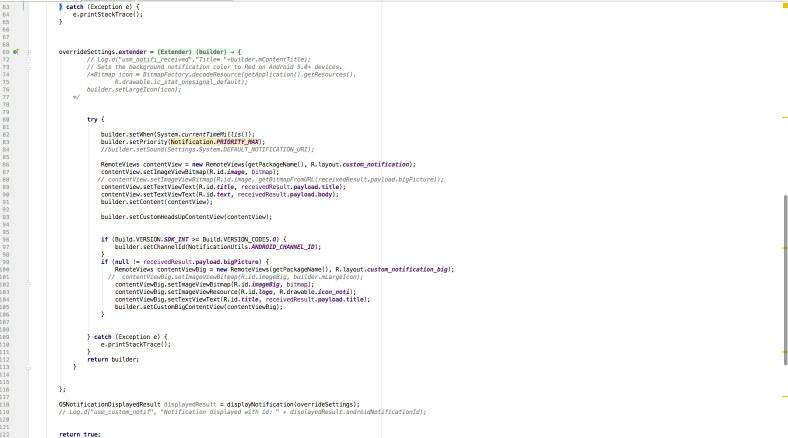 63 } catch (Exception e) {
64 e.printStackTrace();
65 }
66
67
68
69 overrideSettings.extender = (Extender) (builder) → {
72 // Log.d("usm_notifi_received","Title= "+builder.mContentTitle);
73 // Sets the background notification color to Red on Android 5.0+ devices.
74 /*Bitmap icon = BitmapFactory.decodeResource(getApplication().getResources(),
75 R.drawable.ic_stat_onesignal_default);
76 builder.setLargeIcon(icon);
77 */
78
79
80 try {
81
82 builder.setWhen(System.currentTimeMillis());
83 builder.setPriority(Notification.PRIORITY_MAX);
84 //builder.setSound(Settings.System.DEFAULT_NOTIFICATION_URI);
85
86 RemoteViews contentView = new RemoteViews(getPackageName(), R.layout.custom_notification);
87 contentView.setImageViewBitmap(R.id.image, bitmap);
88 // contentView.setImageViewBitmap(R.id.image, getBitmapFromURL(receivedResult.payload.bigPicture));
89 contentView.setTextViewText(R.id.title, receivedResult.payload.title);
90 contentView.setTextViewText(R.id.text, receivedResult.payload.body);
91 builder.setContent(contentView);
92
93 builder.setCustomHeadsUpContentView(contentView);
94
95
96 if (Build.VERSION.SDK_INT >= Build.VERSION_CODES.O) {
97 builder.setChannelId(NotificationUtils.ANDROID_CHANNEL_ID);
98 }
99 if (null != receivedResult.payload.bigPicture) {
100 RemoteViews contentViewBig = new RemoteViews(getPackageName(), R.layout.custom_notification_big);
101 // contentViewBig.setImageViewBitmap(R.id.imageBig, builder.mLargeIcon);
102 contentViewBig.setImageViewBitmap(R.id.imageBig, bitmap);
103 contentViewBig.setImageViewResource(R.id.logo, R.drawable.icon_noti);
104 contentViewBig.setTextViewText(R.id.title, receivedResult.payload.title);
105 builder.setCustomBigContentView(contentViewBig);
106 }
107
108
109 } catch (Exception e) {
110 e.printStackTrace();
111 }
112 return builder;
113 }
114
115
116 };
117
118 OSNotificationDisplayedResult displayedResult = displayNotification(overrideSettings);
119 // Log.d("usm_custom_notif", "Notification displayed with id: " + displayedResult.androidNotificationId);
120
121
122 return true;